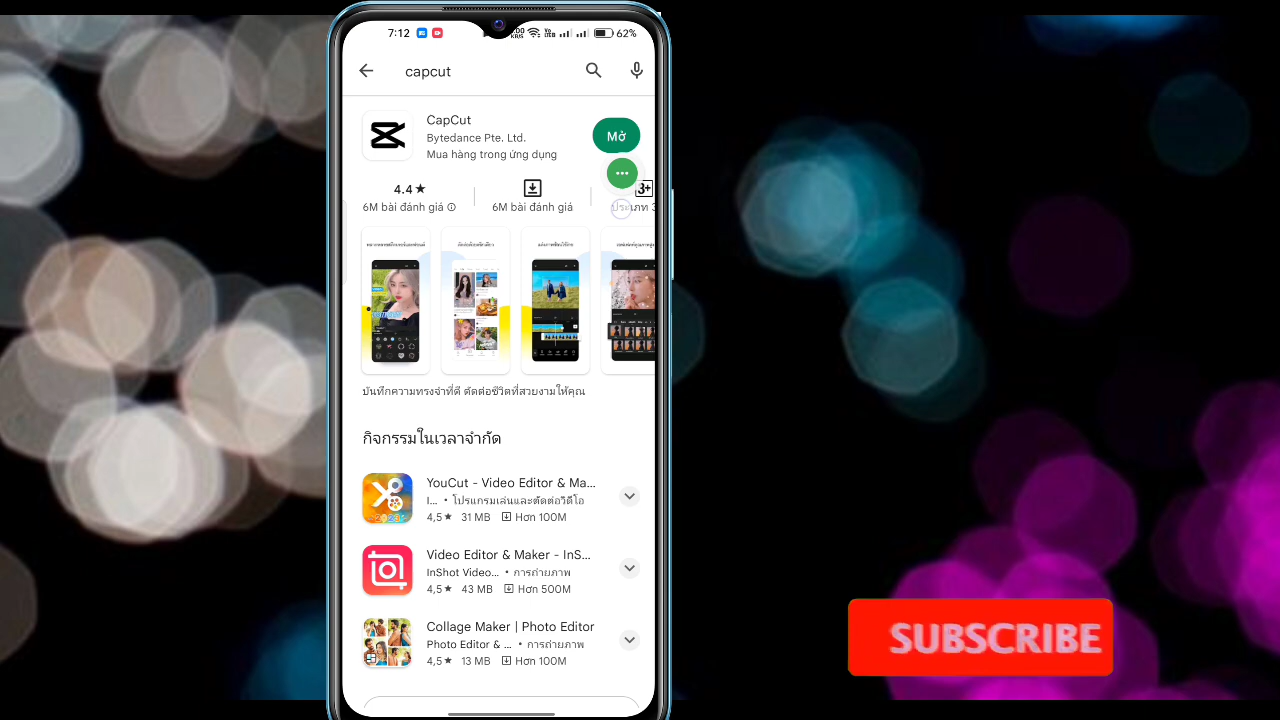 7:12
62%
capcut
CapCut
Bytedance Pte. Ltd.
Mua hàng trong ứng dụng
Mở
4.4★
3+
6M bài đánh giá
6M bài đánh giá
ประเภท 3
บันทึกความทรงจำที่ดี ตัดต่อชีวิตที่สวยงามให้คุณ
กิจกรรมในเวลาจำกัด
YouCut - Video Editor & Ma...
I... • โปรแกรมเล่นและตัดต่อวิดีโอ
4,5★ 31 MB Hơn 100M
Video Editor & Maker - InS...
InShot Video... • การถ่ายภาพ
4,5★ 43 MB Hơn 500M
Collage Maker | Photo Editor
Photo Editor & ... • การถ่ายภาพ
4,5★ 13 MB Hơn 100M
SUBSCRIBE